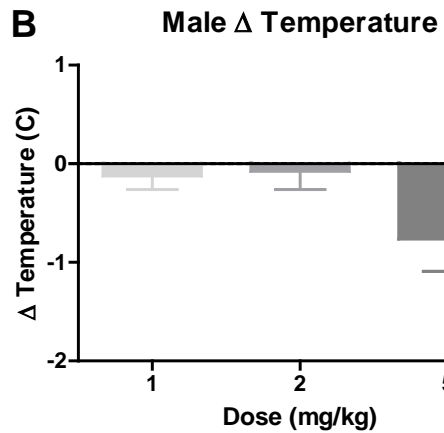 B
Male Δ Temperature
Δ Temperature (C)
1
0
-1
-2
1 2
Dose (mg/kg)